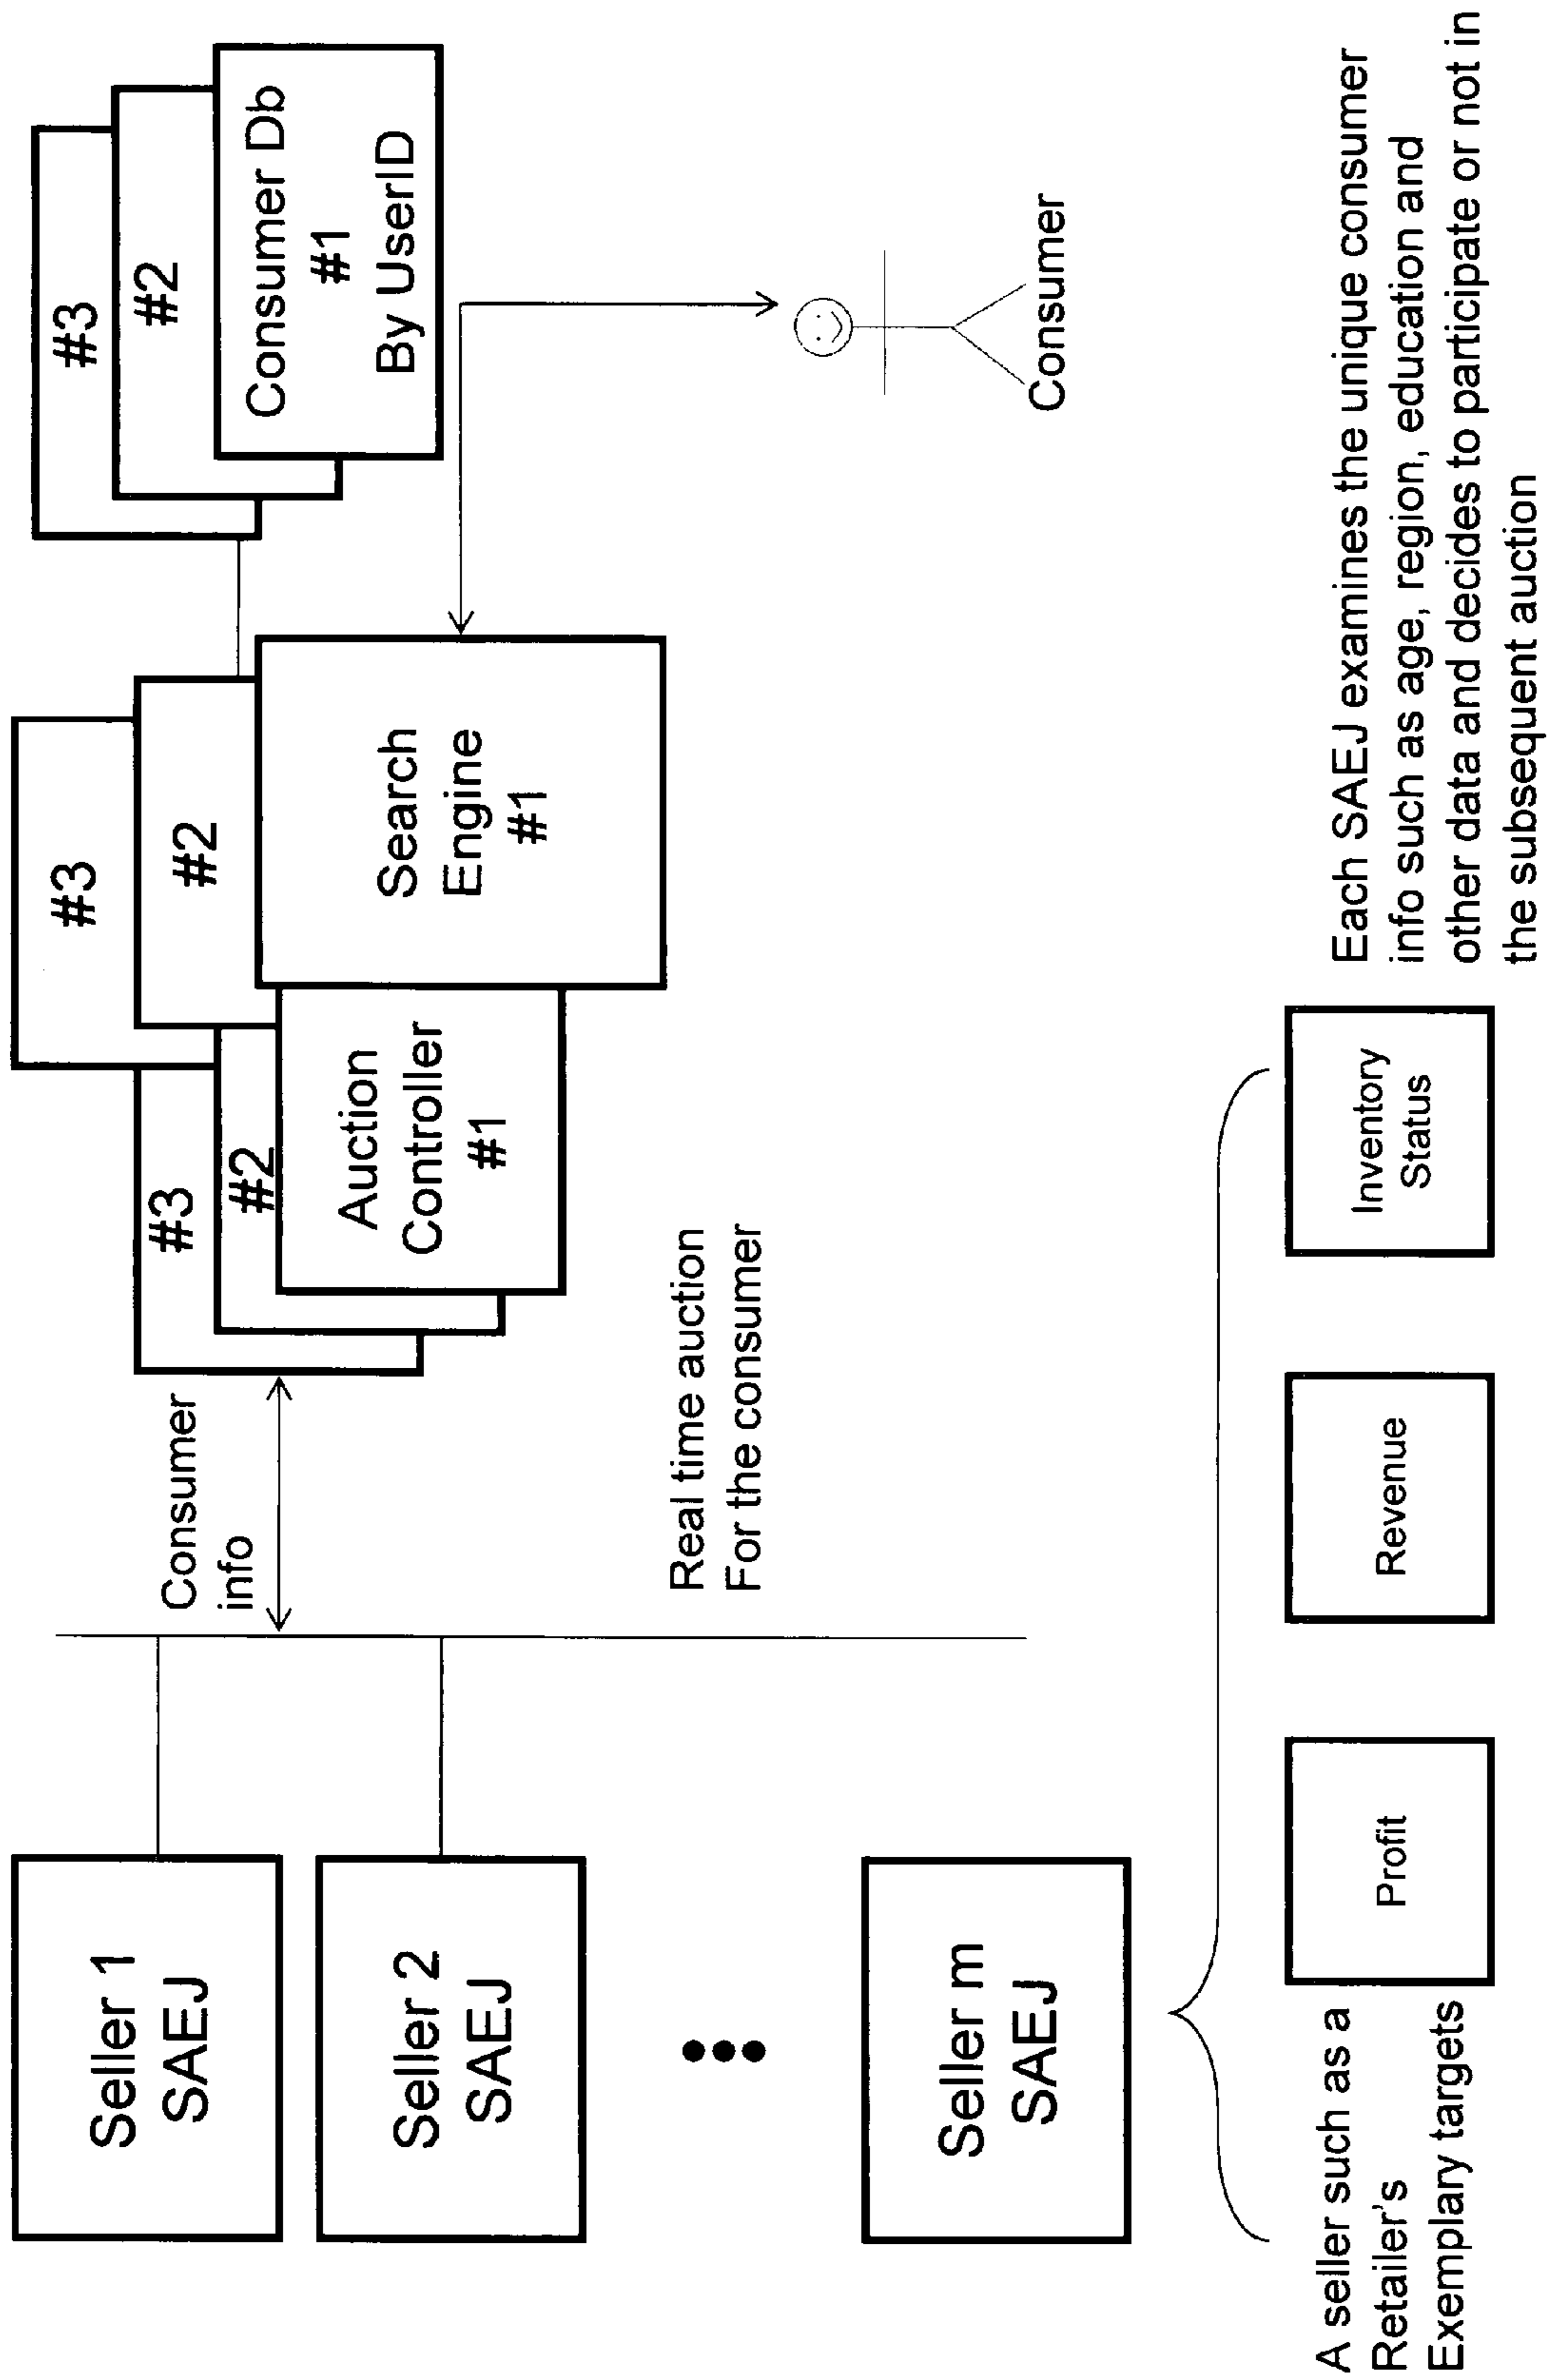 Seller 1
SAEJ
Seller 2
SAEJ
Seller m
SAEJ
Consumer
info
#3
#2
Auction
Controller
#1
#3
#2
Search
Engine
#1
#3
#2
Consumer Db
#1
By UserID
Real time auction
For the consumer
Consumer
A seller such as a
Retailer's
Exemplary targets
Profit
Revenue
Inventory
Status
Each SAEJ examines the unique consumer
info such as age, region, education and
other data and decides to participate or not in
the subsequent auction